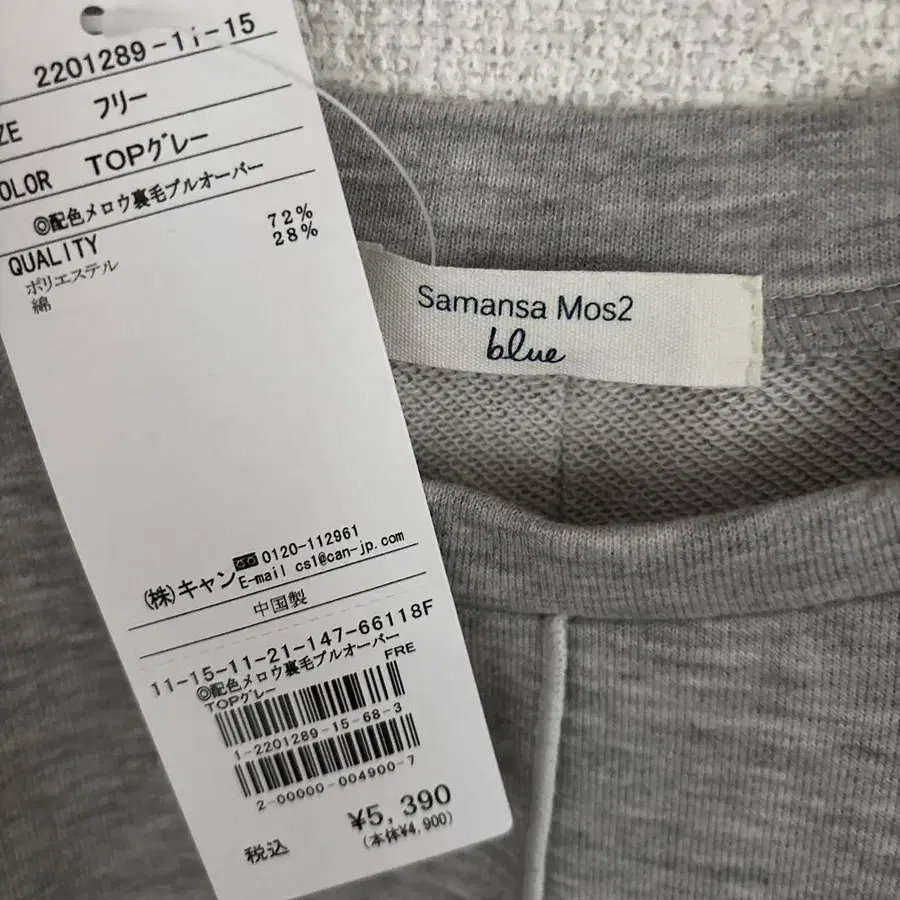 2201289-1i-15
ZE フリー
OLOR TOPグレー
◎配色メロウ裏毛プルオーバー
QUALITY
ポリエステル 72%
綿 28%
(株)キャン 0120-112961
E-mail cs1@can-jp.com
中国製
11-15-11-21-147-66118F
◎配色メロウ裏毛プルオーバー
TOPグレー FRE
1-2201289-15-68-3
2-00000-004900-7
税込 ¥5,390
(本体¥4,900)
Samansa Mos2
blue